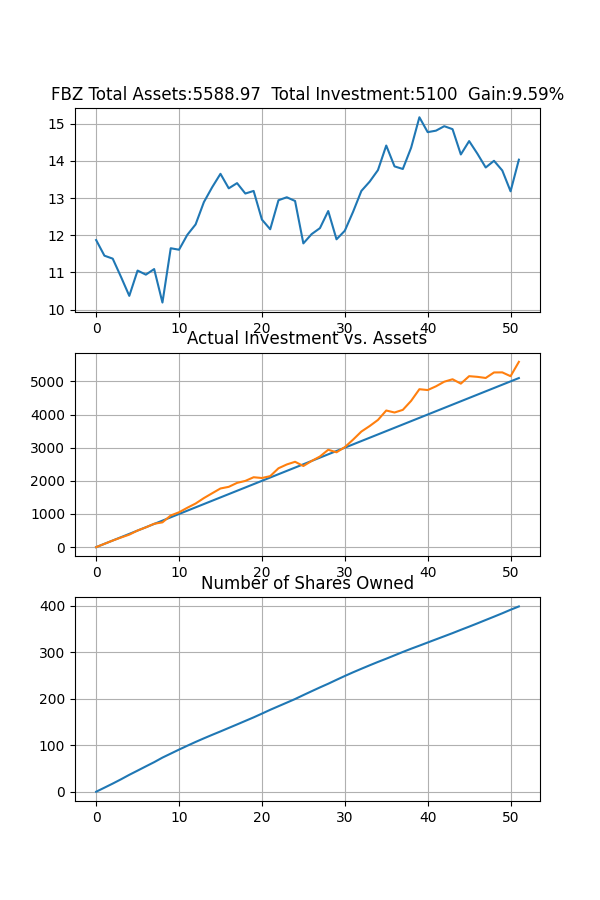 FBZ Total Assets:5588.97  Total Investment:5100  Gain:9.59%
15
14
13
12
11
10
0 10 20 30 40 50
Actual Investment vs. Assets
5000
4000
3000
2000
1000
0
0 10 20 30 40 50
Number of Shares Owned
400
300
200
100
0
0 10 20 30 40 50